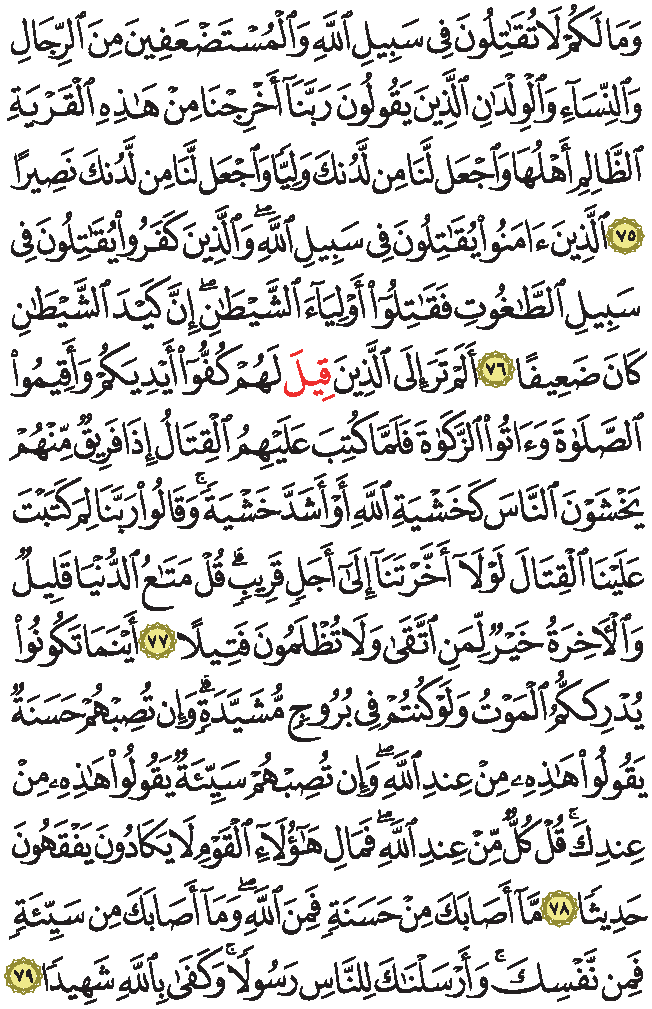 وَمَا لَكُمْ لَا تُقَٰتِلُونَ فِى سَبِيلِ ٱللَّهِ وَٱلْمُسْتَضْعَفِينَ مِنَ ٱلرِّجَالِ
وَٱلنِّسَآءِ وَٱلْوِلْدَٰنِ ٱلَّذِينَ يَقُولُونَ رَبَّنَآ أَخْرِجْنَا مِنْ هَٰذِهِ ٱلْقَرْيَةِ
ٱلظَّالِمِ أَهْلُهَا وَٱجْعَل لَّنَا مِن لَّدُنكَ وَلِيًّا وَٱجْعَل لَّنَا مِن لَّدُنكَ نَصِيرًا
٧٥ ٱلَّذِينَ ءَامَنُوا۟ يُقَٰتِلُونَ فِى سَبِيلِ ٱللَّهِ ۖ وَٱلَّذِينَ كَفَرُوا۟ يُقَٰتِلُونَ فِى
سَبِيلِ ٱلطَّٰغُوتِ فَقَٰتِلُوٓا۟ أَوْلِيَآءَ ٱلشَّيْطَٰنِ ۖ إِنَّ كَيْدَ ٱلشَّيْطَٰنِ
كَانَ ضَعِيفًا ٧٦ أَلَمْ تَرَ إِلَى ٱلَّذِينَ قِيلَ لَهُمْ كُفُّوٓا۟ أَيْدِيَكُمْ وَأَقِيمُوا۟
ٱلصَّلَوٰةَ وَءَاتُوا۟ ٱلزَّكَوٰةَ فَلَمَّا كُتِبَ عَلَيْهِمُ ٱلْقِتَالُ إِذَا فَرِيقٌ مِّنْهُمْ
يَخْشَوْنَ ٱلنَّاسَ كَخَشْيَةِ ٱللَّهِ أَوْ أَشَدَّ خَشْيَةً ۚ وَقَالُوا۟ رَبَّنَا لِمَ كَتَبْتَ
عَلَيْنَا ٱلْقِتَالَ لَوْلَآ أَخَّرْتَنَآ إِلَىٰٓ أَجَلٍ قَرِيبٍ ۗ قُلْ مَتَٰعُ ٱلدُّنْيَا قَلِيلٌ
وَٱلْـَٔاخِرَةُ خَيْرٌ لِّمَنِ ٱتَّقَىٰ وَلَا تُظْلَمُونَ فَتِيلًا ٧٧ أَيْنَمَا تَكُونُوا۟
يُدْرِككُّمُ ٱلْمَوْتُ وَلَوْ كُنتُمْ فِى بُرُوجٍ مُّشَيَّدَةٍ ۗ وَإِن تُصِبْهُمْ حَسَنَةٌ
يَقُولُوا۟ هَٰذِهِۦ مِنْ عِندِ ٱللَّهِ ۖ وَإِن تُصِبْهُمْ سَيِّئَةٌ يَقُولُوا۟ هَٰذِهِۦ مِنْ
عِندِكَ ۚ قُلْ كُلٌّ مِّنْ عِندِ ٱللَّهِ ۖ فَمَالِ هَٰٓؤُلَآءِ ٱلْقَوْمِ لَا يَكَادُونَ يَفْقَهُونَ
حَدِيثًا ٧٨ مَّآ أَصَابَكَ مِنْ حَسَنَةٍ فَمِنَ ٱللَّهِ ۖ وَمَآ أَصَابَكَ مِن سَيِّئَةٍ
فَمِن نَّفْسِكَ ۚ وَأَرْسَلْنَٰكَ لِلنَّاسِ رَسُولًا ۚ وَكَفَىٰ بِٱللَّهِ شَهِيدًا ٧٩